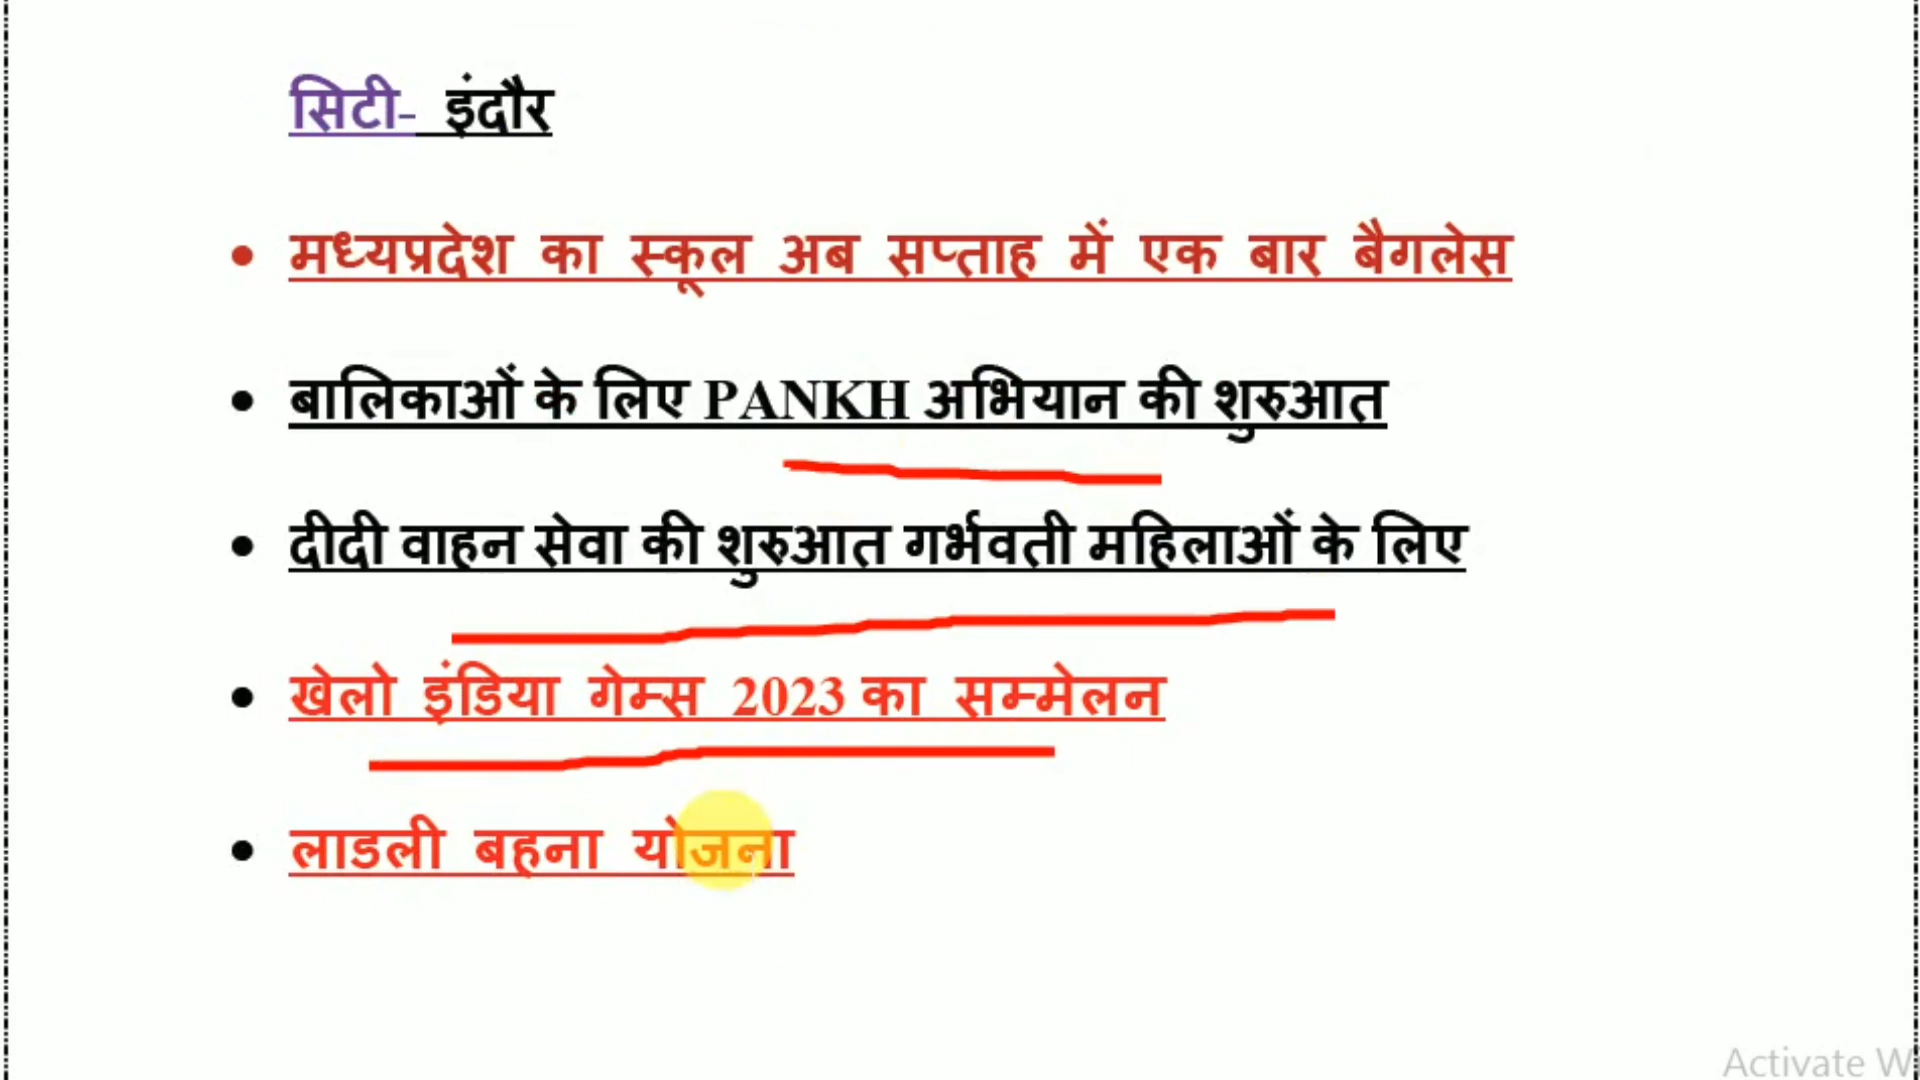 सिटी- इंदौर
• मध्यप्रदेश का स्कूल अब सप्ताह में एक बार बैगलेस
• बालिकाओं के लिए PANKH अभियान की शुरुआत
• दीदी वाहन सेवा की शुरुआत गर्भवती महिलाओं के लिए
• खेलो इंडिया गेम्स 2023 का सम्मेलन
• लाडली बहना योजना
Activate W